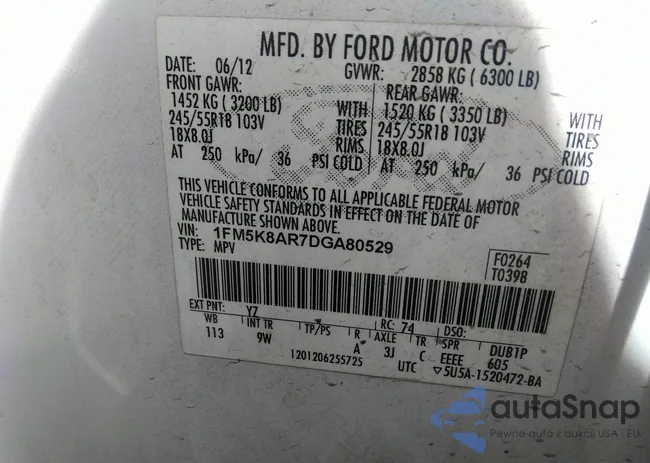 MFD. BY FORD MOTOR CO.
DATE: 06/12 GVWR: 2858 KG ( 6300 LB)
FRONT GAWR: REAR GAWR:
1452 KG ( 3200 LB) WITH 1520 KG ( 3350 LB) WITH
245/55R18 103V TIRES 245/55R18 103V TIRES
18X8.0J RIMS 18X8.0J RIMS
AT 250 kPa/ 36 PSI COLD AT 250 kPa/ 36 PSI COLD
THIS VEHICLE CONFORMS TO ALL APPLICABLE FEDERAL MOTOR
VEHICLE SAFETY STANDARDS IN EFFECT ON THE DATE OF
MANUFACTURE SHOWN ABOVE.
VIN: 1FM5K8AR7DGA80529
TYPE: MPV
F0264
T0398
EXT PNT: YZ RC: 74 DSO:
WB INT TR TP/PS R AXLE TR SPR DUB1P
113 9W A 3J C EEEE 605
1201206255725 UTC ▽5U5A-1520472-BA
autoSnap
Pewne auta z aukcji USA · EU